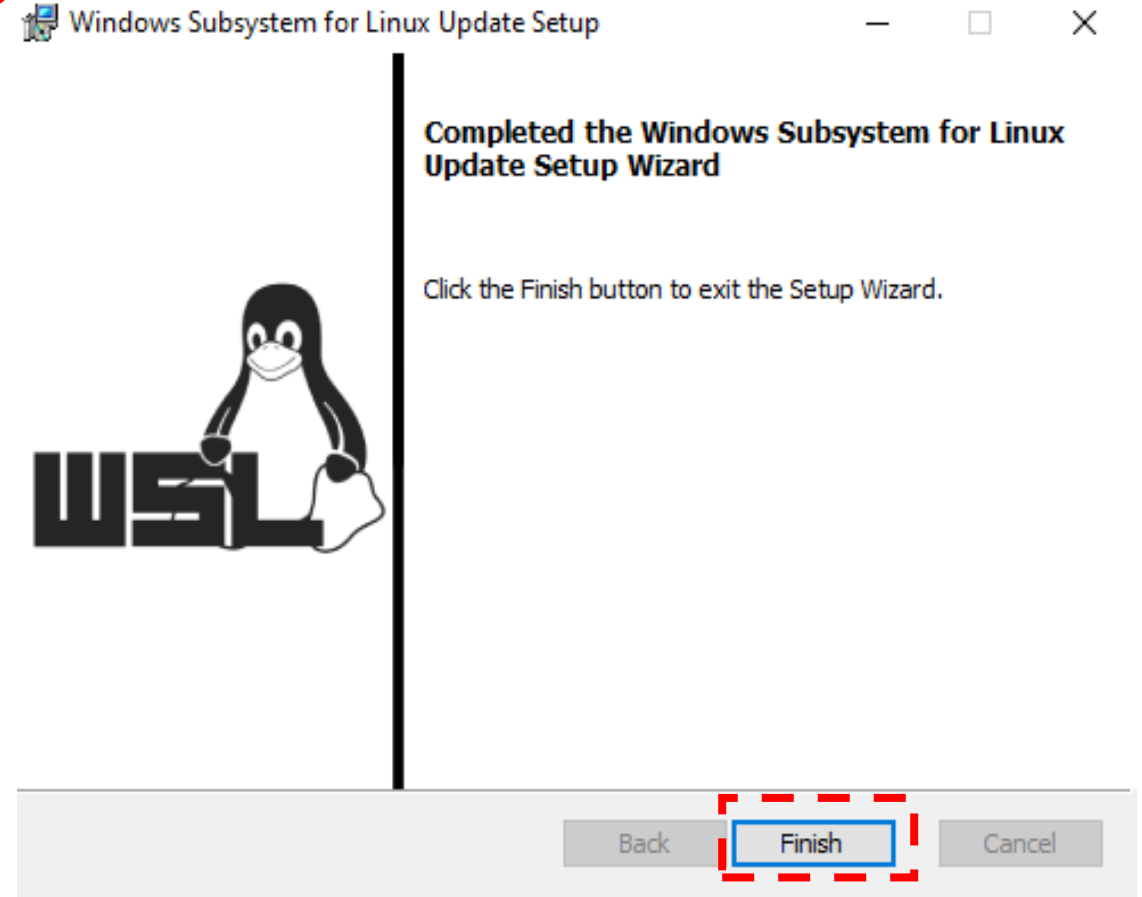 Windows Subsystem for Linux Update Setup
Completed the Windows Subsystem for Linux
Update Setup Wizard
Click the Finish button to exit the Setup Wizard.
WSL
Back
Finish
Cancel